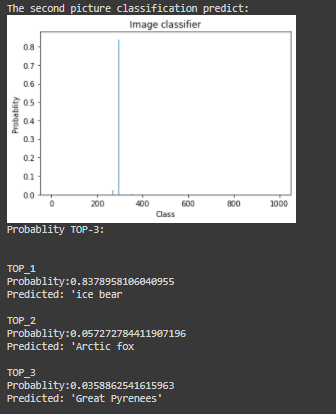 The second picture classification predict:
Image classifier
0.8
0.7
0.6
0.5
0.4
0.3
0.2
0.1
0.0
Probablity
0 200 400 600 800 1000
Class
Probablity TOP-3:
TOP_1
Probablity:0.8378958106040955
Predicted: 'ice bear
TOP_2
Probablity:0.057272784411907196
Predicted: 'Arctic fox
TOP_3
Probablity:0.0358862541615963
Predicted: 'Great Pyrenees'